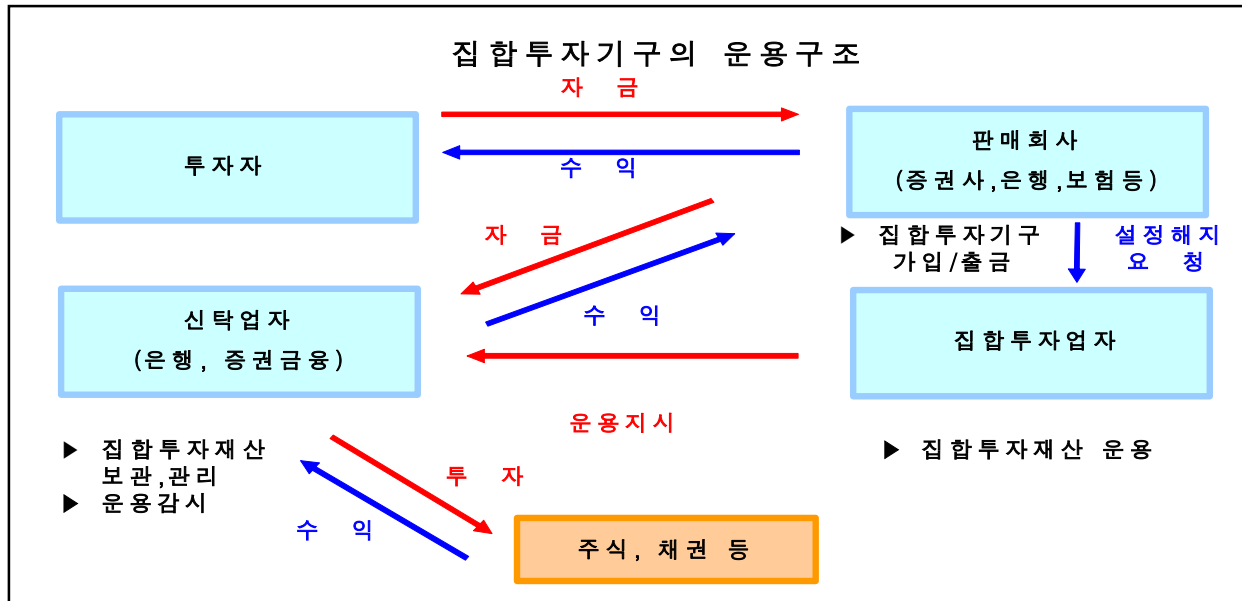 집합투자기구의 운용구조
자 금
투자자
수 익
판매회사
(증권사,은행,보험등)
자 금
▶ 집합투자기구
가입/출금
설정해지
요 청
신탁업자
(은행, 증권금융)
수 익
집합투자업자
운용지시
▶ 집합투자재산
보관,관리
▶ 운용감시
▶ 집합투자재산 운용
투 자
수 익
주식, 채권 등